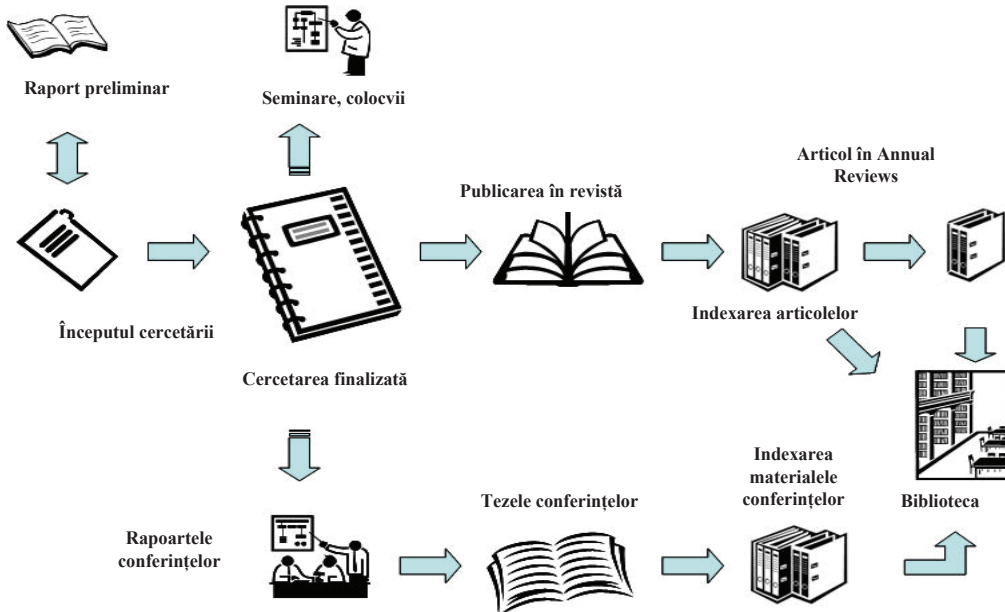 Raport preliminar
Seminare, colocvii
Articol în Annual
Reviews
Publicarea în revistă
Începutul cercetării
Indexarea articolelor
Cercetarea finalizată
Indexarea
materialele
conferințelor
Biblioteca
Tezele conferințelor
Rapoartele
conferințelor